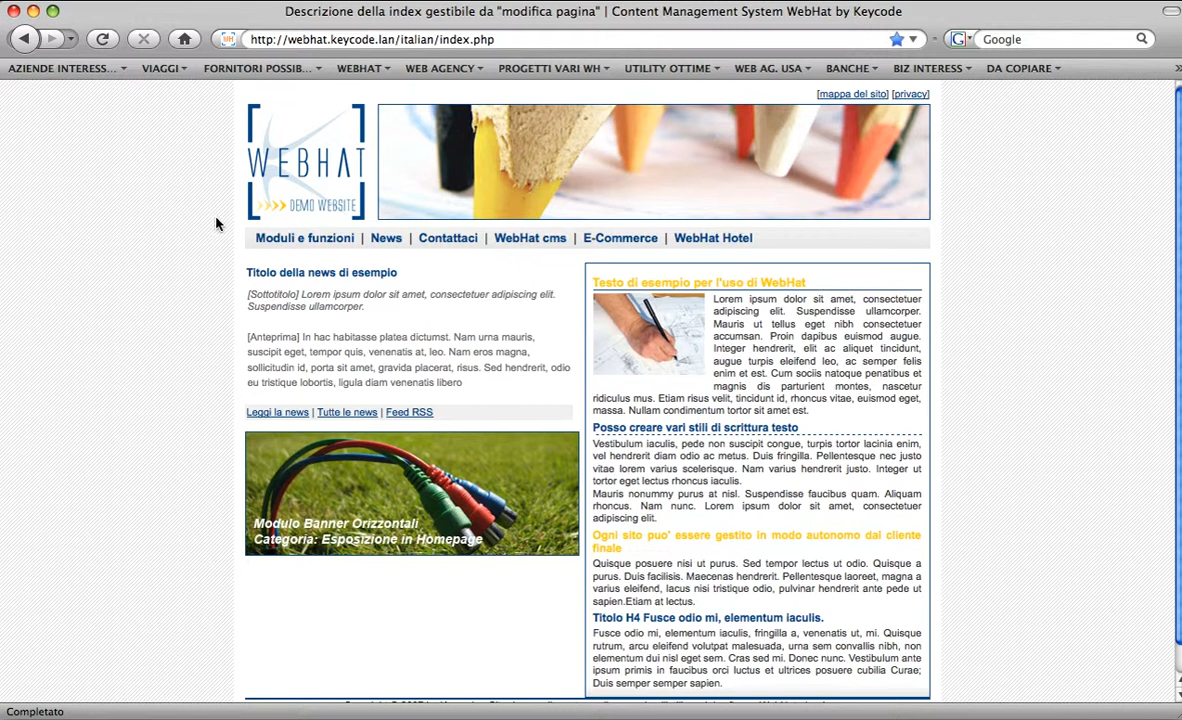 Descrizione della index gestibile da "modifica pagina" | Content Management System WebHat by Keycode
http://webhat.keycode.lan/italian/index.php
Google
AZIENDE INTERESS... VIAGGI FORNITORI POSSIB... WEBHAT WEB AGENCY PROGETTI VARI WH UTILITY OTTIME WEB AG. USA BANCHE BIZ INTERESS DA COPIARE
[mappa del sito] [privacy]
WEBHAT
DEMO WEBSITE
Moduli e funzioni | News | Contattaci | WebHat cms | E-Commerce | WebHat Hotel
Titolo della news di esempio
[Sottotitolo] Lorem ipsum dolor sit amet, consectetuer adipiscing elit.
Suspendisse ullamcorper.
[Anteprima] In hac habitasse platea dictumst. Nam urna mauris,
suscipit eget, tempor quis, venenatis at, leo. Nam eros magna,
sollicitudin id, porta sit amet, gravida placerat, risus. Sed hendrerit, odio
eu tristique lobortis, ligula diam venenatis libero
Leggi la news | Tutte le news | Feed RSS
Modulo Banner Orizzontali
Categoria: Esposizione in Homepage
Testo di esempio per l'uso di WebHat
Lorem ipsum dolor sit amet, consectetuer
adipiscing elit. Suspendisse ullamcorper.
Mauris ut tellus eget nibh consectetuer
accumsan. Proin dapibus euismod augue.
Integer hendrerit, elit ac aliquet tincidunt,
augue turpis eleifend leo, ac semper felis
enim et est. Cum sociis natoque penatibus et
magnis dis parturient montes, nascetur
ridiculus mus. Etiam risus velit, tincidunt id, rhoncus vitae, euismod eget,
massa. Nullam condimentum tortor sit amet est.
Posso creare vari stili di scrittura testo
Vestibulum iaculis, pede non suscipit congue, turpis tortor lacinia enim,
vel hendrerit diam odio ac metus. Duis fringilla. Pellentesque nec justo
vitae lorem varius scelerisque. Nam varius hendrerit justo. Integer ut
tortor eget lectus rhoncus iaculis.
Mauris nonummy purus at nisl. Suspendisse faucibus quam. Aliquam
rhoncus. Nam nunc. Lorem ipsum dolor sit amet, consectetuer
adipiscing elit.
Ogni sito puo' essere gestito in modo autonomo dal cliente
finale
Quisque posuere nisi ut purus. Sed tempor lectus ut odio. Quisque a
purus. Duis facilisis. Maecenas hendrerit. Pellentesque laoreet, magna a
varius eleifend, lacus nisi tristique odio, pulvinar hendrerit ante pede ut
sapien.Etiam at lectus.
Titolo H4 Fusce odio mi, elementum iaculis.
Fusce odio mi, elementum iaculis, fringilla a, venenatis ut, mi. Quisque
rutrum, arcu eleifend volutpat malesuada, urna sem convallis nibh, non
elementum dui nisl eget sem. Cras sed mi. Donec nunc. Vestibulum ante
ipsum primis in faucibus orci luctus et ultrices posuere cubilia Curae;
Duis semper semper sapien.
Completato